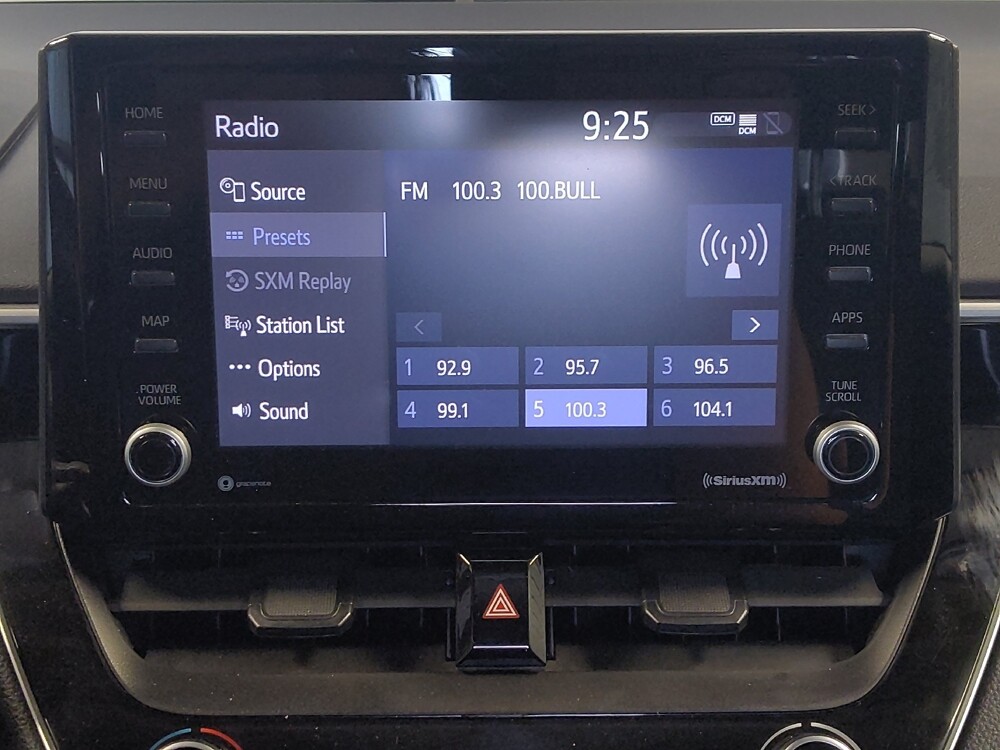 HOME
MENU
AUDIO
MAP
POWER
VOLUME
Radio 9:25 DCM DCM
Source
Presets
SXM Replay
Station List
Options
Sound
FM 100.3 100.BULL
< >
1 92.9 2 95.7 3 96.5
4 99.1 5 100.3 6 104.1
SEEK >
< TRACK
PHONE
APPS
TUNE
SCROLL
gracenote
((SiriusXM))